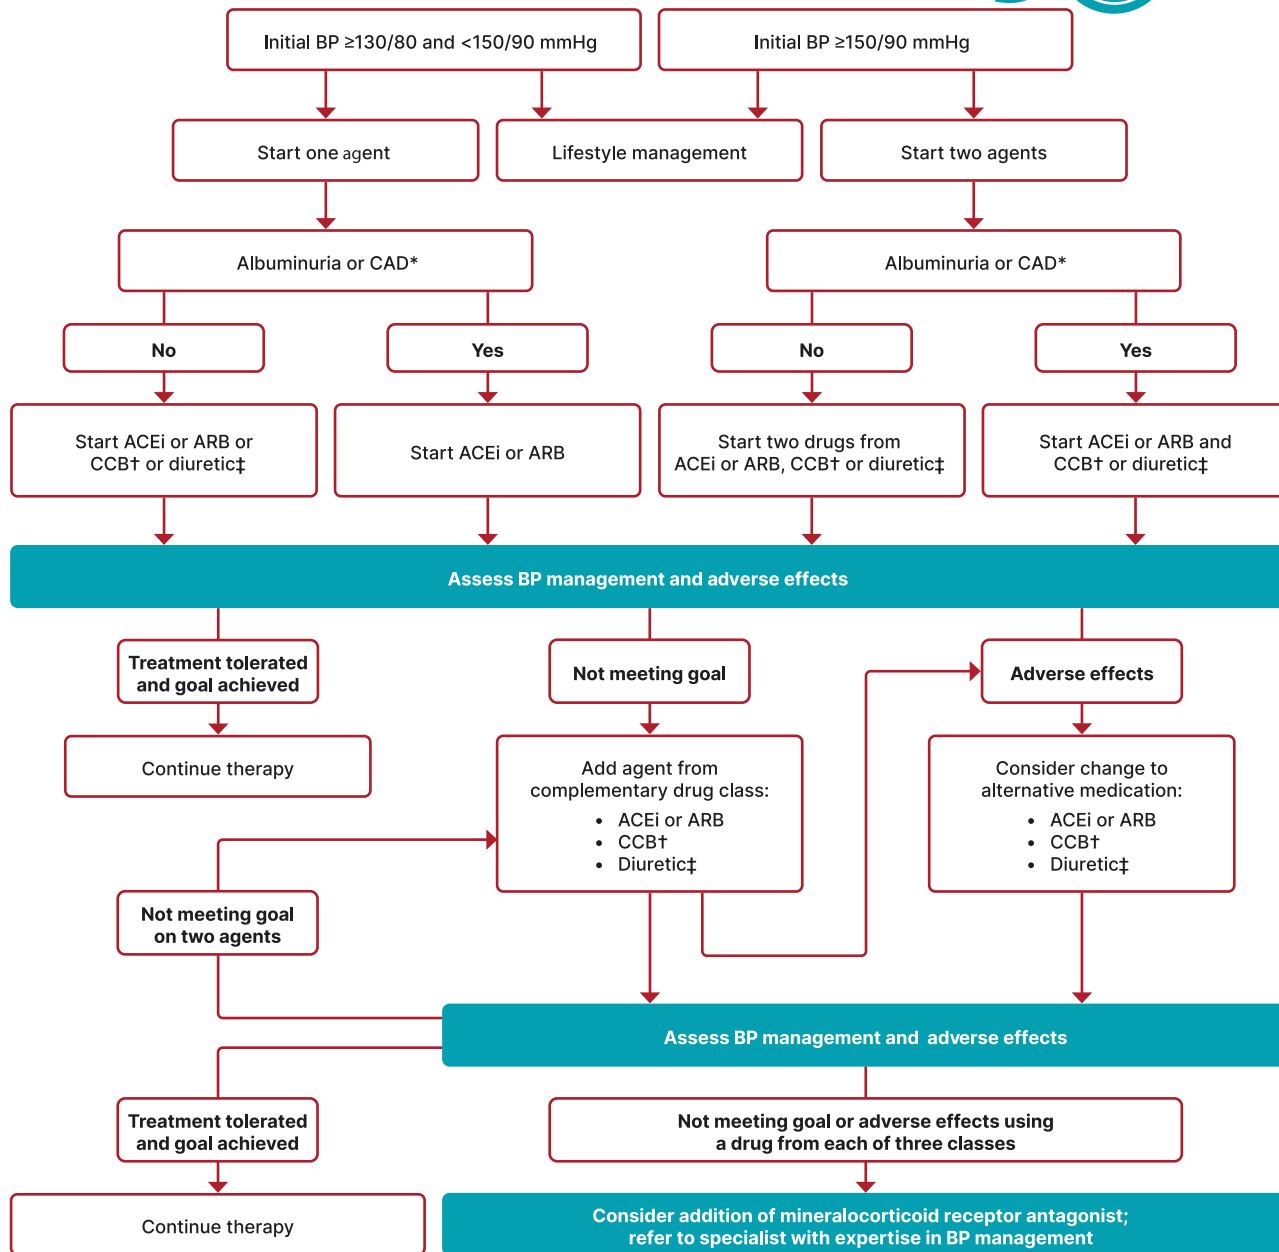 Initial BP ≥130/80 and <150/90 mmHg
Initial BP ≥150/90 mmHg
Start one agent
Lifestyle management
Start two agents
Albuminuria or CAD*
Albuminuria or CAD*
No
Yes
No
Yes
Start ACEi or ARB or
CCB† or diuretic‡
Start ACEi or ARB
Start two drugs from
ACEi or ARB, CCB† or diuretic‡
Start ACEi or ARB and
CCB† or diuretic‡
Assess BP management and adverse effects
Treatment tolerated
and goal achieved
Not meeting goal
Adverse effects
Continue therapy
Add agent from
complementary drug class:
• ACEi or ARB
• CCB†
• Diuretic‡
Consider change to
alternative medication:
• ACEi or ARB
• CCB†
• Diuretic‡
Not meeting goal
on two agents
Assess BP management and adverse effects
Treatment tolerated
and goal achieved
Not meeting goal or adverse effects using
a drug from each of three classes
Continue therapy
Consider addition of mineralocorticoid receptor antagonist;
refer to specialist with expertise in BP management